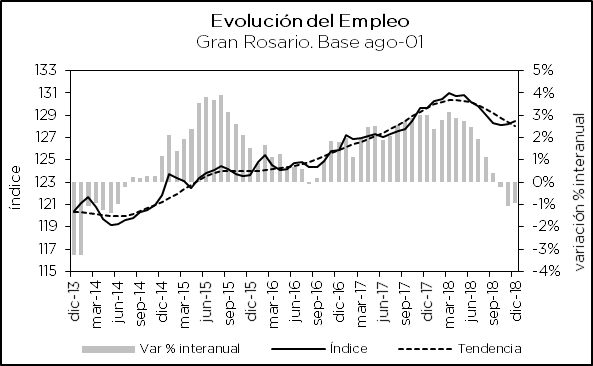 Evolución del Empleo
Gran Rosario. Base ago-01
133
131
129
127
125
123
121
119
117
115
índice
5%
4%
3%
2%
1%
0%
-1%
-2%
-3%
-4%
variación % interanual
dic-13
mar-14
jun-14
sep-14
dic-14
mar-15
jun-15
sep-15
dic-15
mar-16
jun-16
sep-16
dic-16
mar-17
jun-17
sep-17
dic-17
mar-18
jun-18
sep-18
dic-18
Var % interanual
Índice
Tendencia